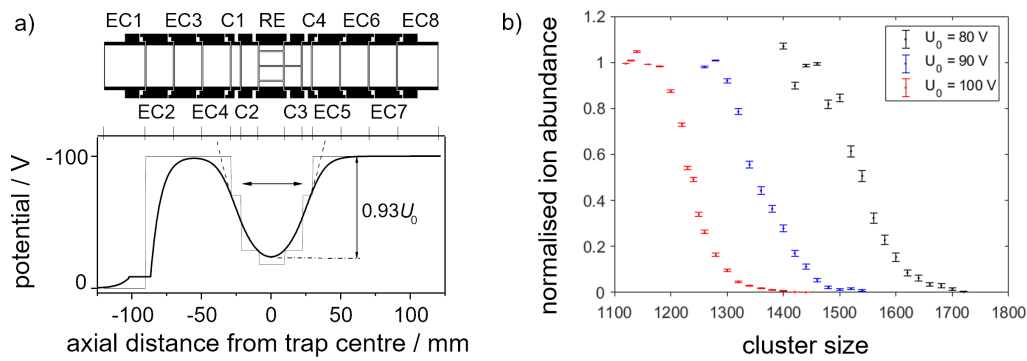 a)
EC1 EC3 C1 RE C4 EC6 EC8
EC2 EC4 C2 C3 EC5 EC7
potential / V
-100
0
0.93U0
-100 -50 0 50 100
axial distance from trap centre / mm
b)
normalised ion abundance
1.2
1
0.8
0.6
0.4
0.2
0
U0 = 80 V
U0 = 90 V
U0 = 100 V
1100 1200 1300 1400 1500 1600 1700 1800
cluster size